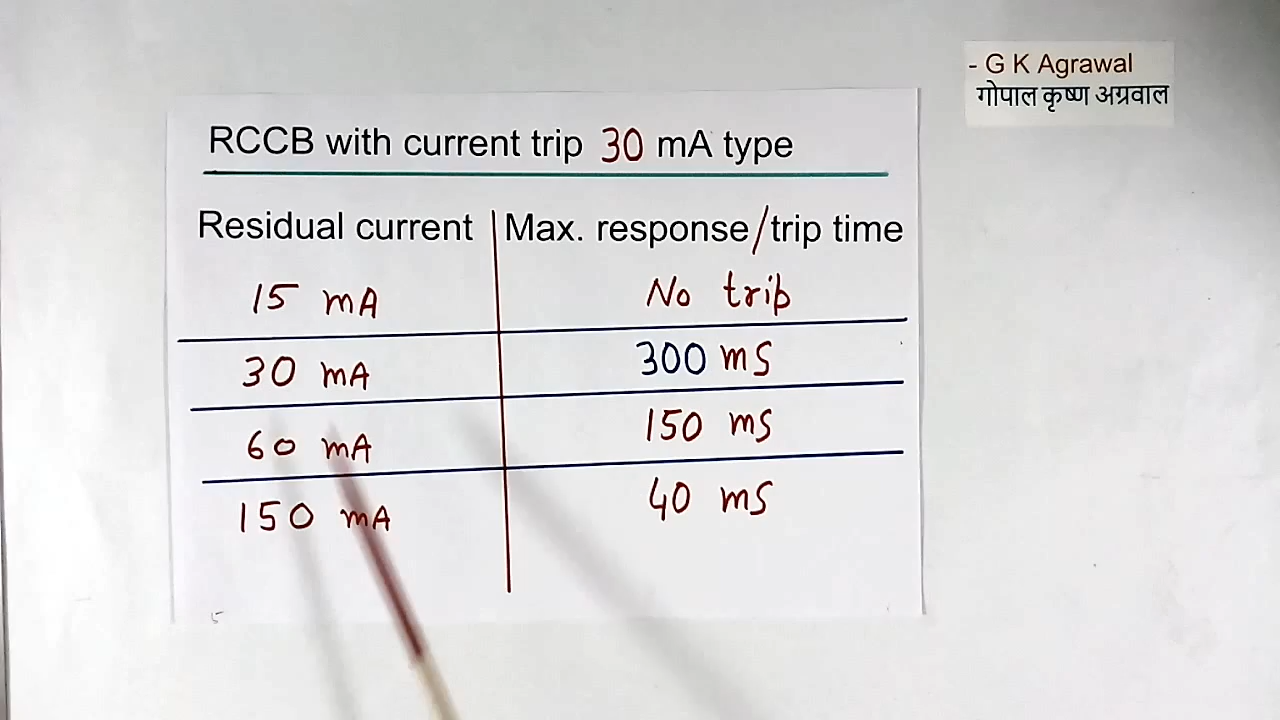 - G K Agrawal
गोपाल कृष्ण अग्रवाल
RCCB with current trip 30 mA type
Residual current Max. response/trip time
15 mA No trip
30 mA 300 mS
60 mA 150 mS
150 mA 40 mS
5